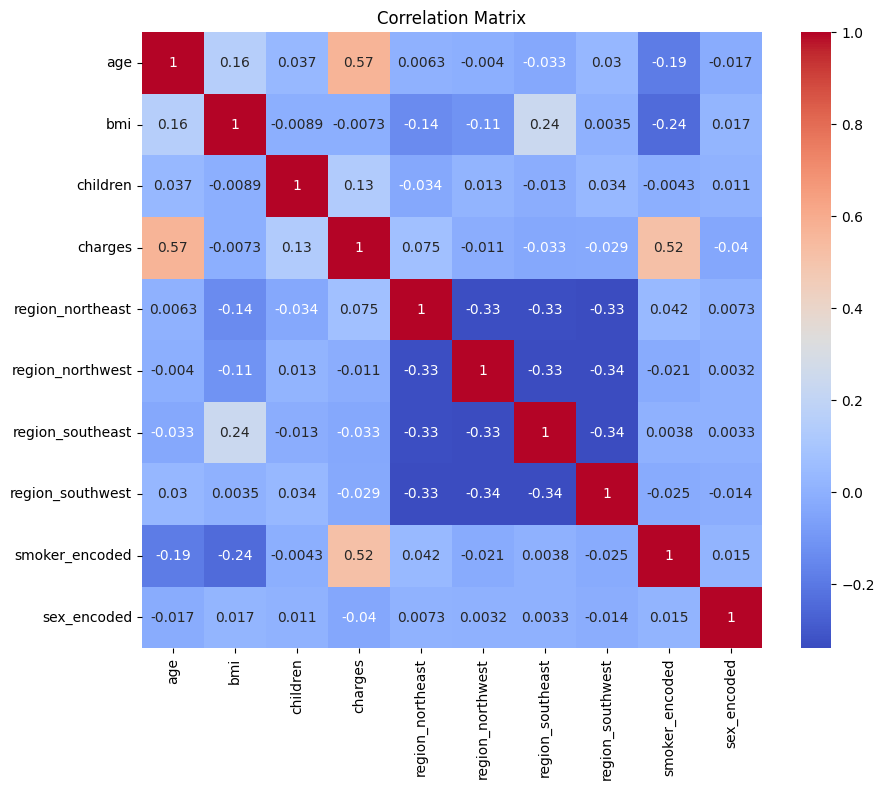 Correlation Matrix
age 1 0.16 0.037 0.57 0.0063 -0.004 -0.033 0.03 -0.19 -0.017
bmi 0.16 1 -0.0089 -0.0073 -0.14 -0.11 0.24 0.0035 -0.24 0.017
children 0.037 -0.0089 1 0.13 -0.034 0.013 -0.013 0.034 -0.0043 0.011
charges 0.57 -0.0073 0.13 1 0.075 -0.011 -0.033 -0.029 0.52 -0.04
region_northeast 0.0063 -0.14 -0.034 0.075 1 -0.33 -0.33 -0.33 0.042 0.0073
region_northwest -0.004 -0.11 0.013 -0.011 -0.33 1 -0.33 -0.34 -0.021 0.0032
region_southeast -0.033 0.24 -0.013 -0.033 -0.33 -0.33 1 -0.34 0.0038 0.0033
region_southwest 0.03 0.0035 0.034 -0.029 -0.33 -0.34 -0.34 1 -0.025 -0.014
smoker_encoded -0.19 -0.24 -0.0043 0.52 0.042 -0.021 0.0038 -0.025 1 0.015
sex_encoded -0.017 0.017 0.011 -0.04 0.0073 0.0032 0.0033 -0.014 0.015 1
age
bmi
children
charges
region_northeast
region_northwest
region_southeast
region_southwest
smoker_encoded
sex_encoded
1.0
0.8
0.6
0.4
0.2
0.0
−0.2